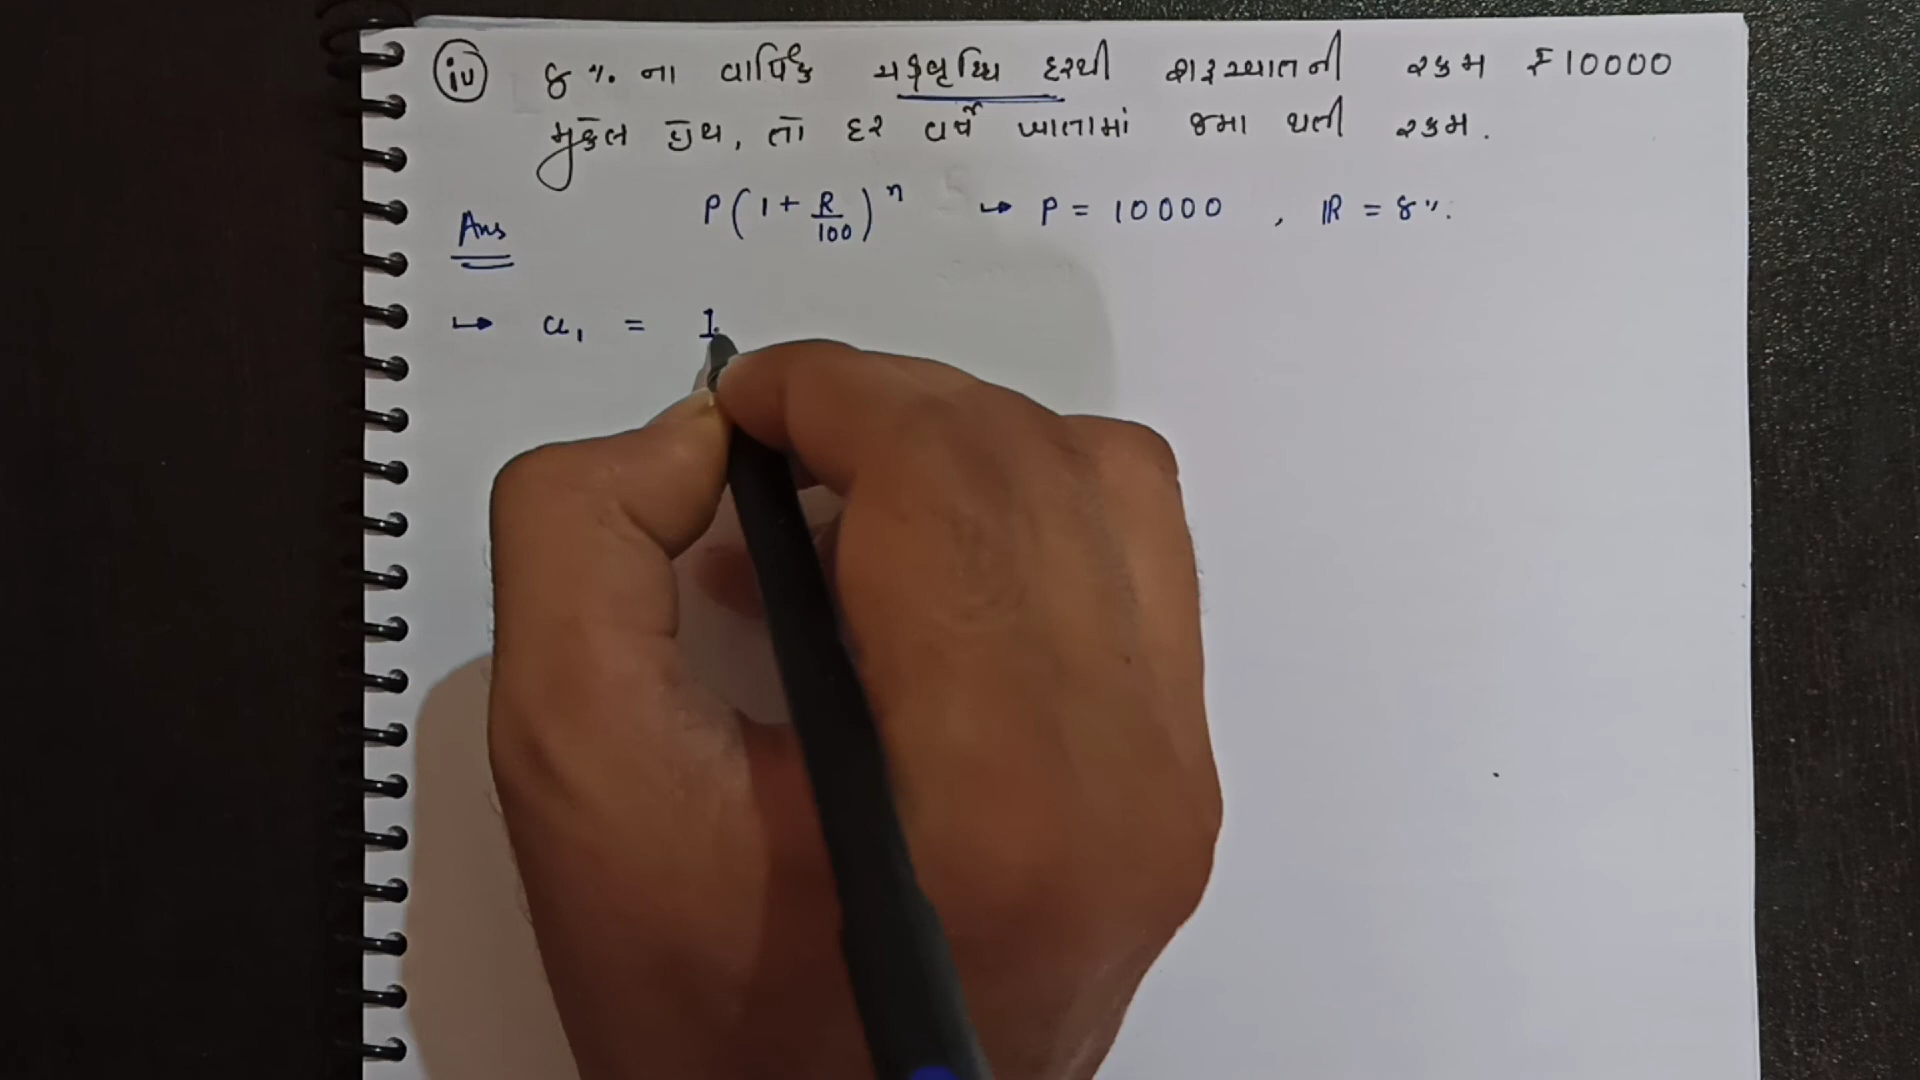 (iv) 8 % ના વાર્ષિક ચક્રવૃધ્ધિ દરથી શરૂઆતની રકમ ₹ 10000
મુકેલ હોય, તો દર વર્ષે ખાતામાં જમા થતી રકમ.
Ans P(1 + R/100)^n ↪ P = 10000 , R = 8 %.
↪ a₁ = 1